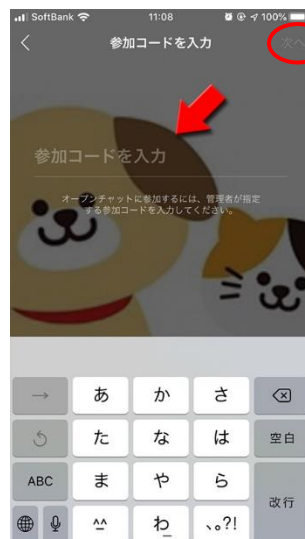 SoftBank 11:08 100%
参加コードを入力 次へ
参加コードを入力
オープンチャットに参加するには、管理者が指定
する参加コードを入力してください。
→ あ か さ
た な は 空白
ABC ま や ら
^^ わ 、。?! 改行